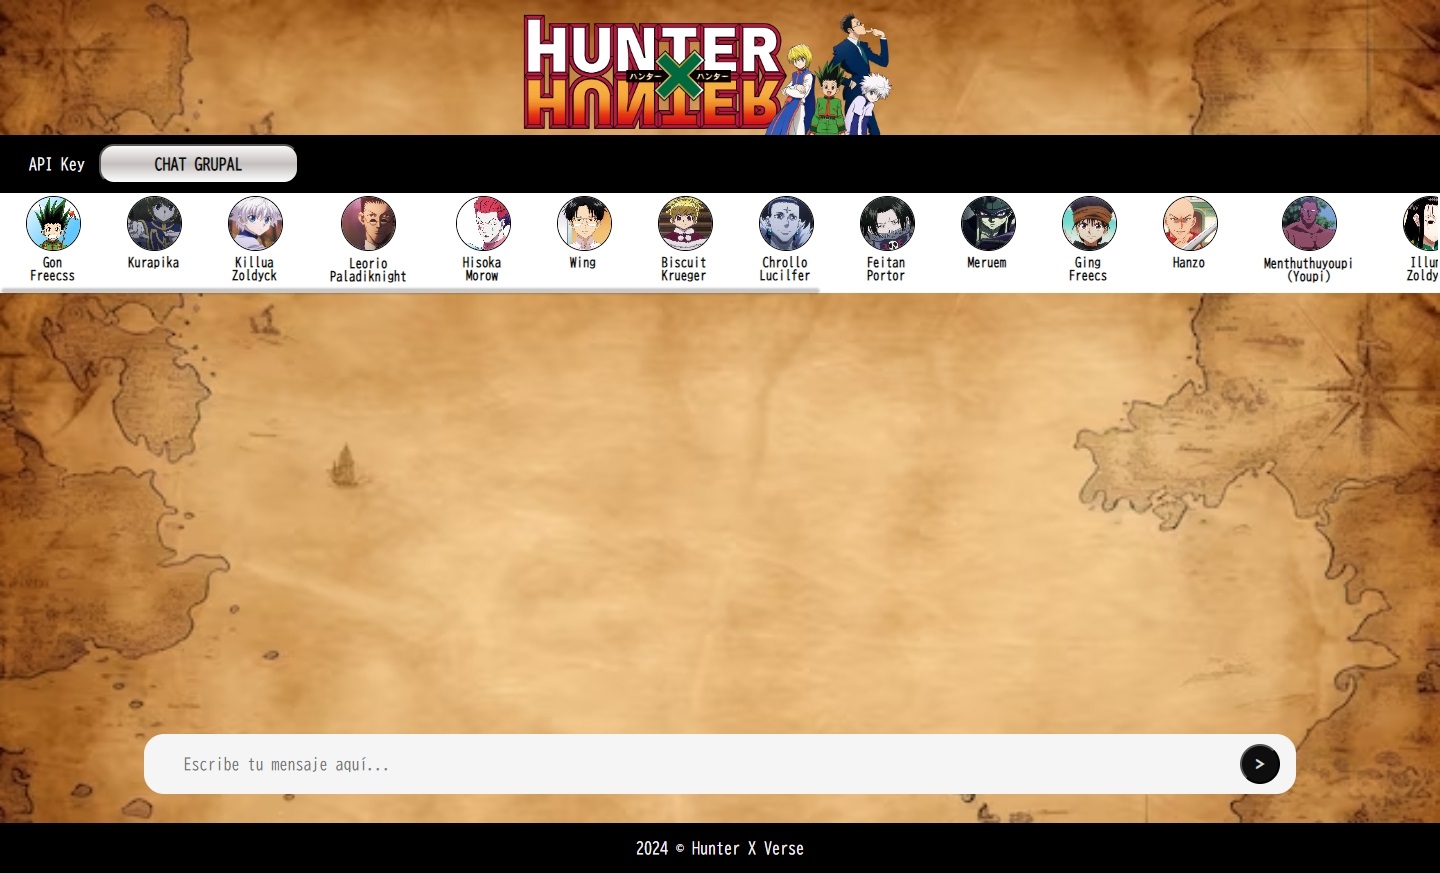 HUNTER
ハンター X ハンター
HUNTER
API Key
CHAT GRUPAL
Gon
Freecss
Kurapika
Killua
Zoldyck
Leorio
Paladiknight
Hisoka
Morow
Wing
Biscuit
Krueger
Chrollo
Lucilfer
Feitan
Portor
Meruem
Ging
Freecs
Hanzo
Menthuthuyoupi
(Youpi)
Escribe tu mensaje aquí...
>
2024 © Hunter X Verse